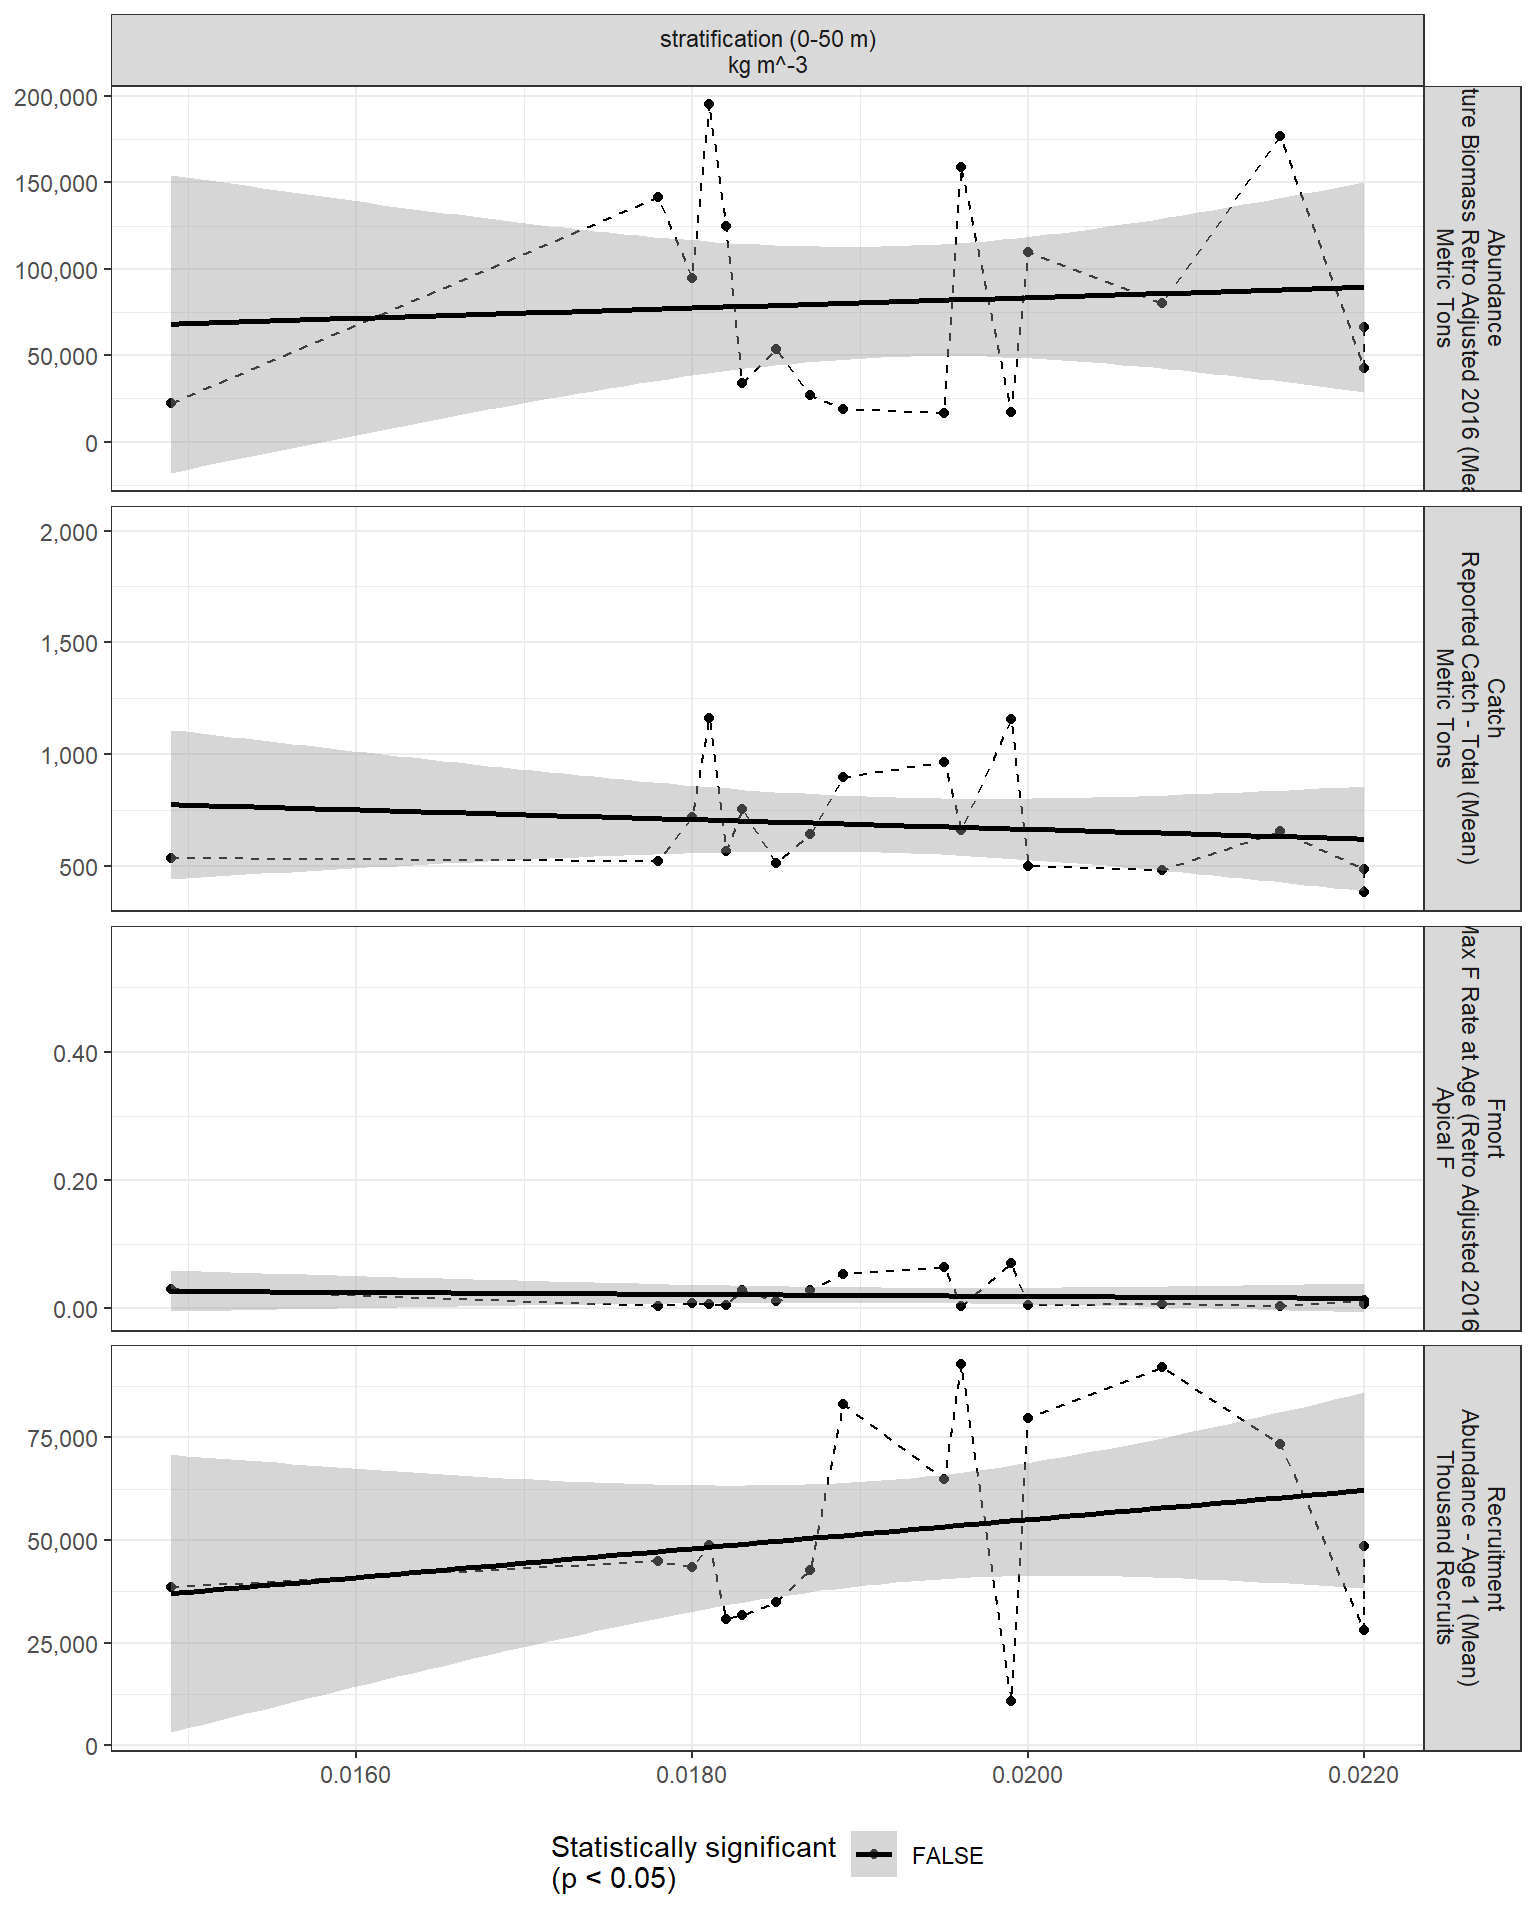 stratification (0-50 m)
kg m^-3
200,000
150,000
100,000
50,000
0
Abundance
Biomass Retro Adjusted 2016
Metric Tons
2,000
1,500
1,000
500
Catch
Reported Catch - Total (Mean)
Metric Tons
0.40
0.20
0.00
Fmort
F Rate at Age (Retro Adjusted 2016
Apical F
75,000
50,000
25,000
0
Recruitment
Abundance - Age 1 (Mean)
Thousand Recruits
0.0160
0.0180
0.0200
0.0220
Statistically significant
(p < 0.05)
FALSE